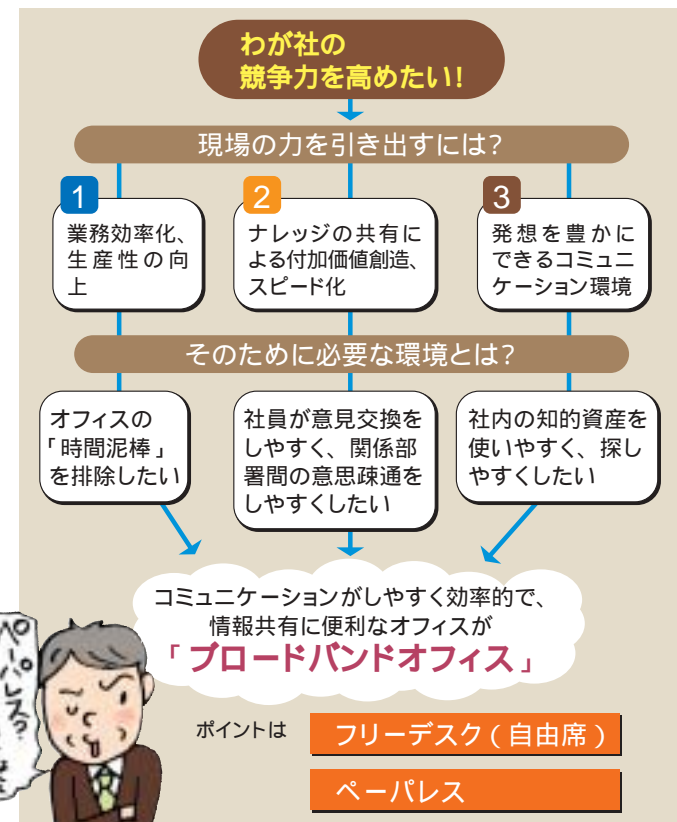 わが社の
競争力を高めたい!
現場の力を引き出すには?
1
業務効率化、
生産性の向
上
2
ナレッジの共有に
よる付加価値創造、
スピード化
3
発想を豊かに
できるコミュニ
ケーション環境
そのために必要な環境とは?
オフィスの
「時間泥棒」
を排除したい
社員が意見交換を
しやすく、関係部
署間の意思疎通を
しやすくしたい
社内の知的資産を
使いやすく、探し
やすくしたい
コミュニケーションがしやすく効率的で、
情報共有に便利なオフィスが
「ブロードバンドオフィス」
ポイントは
フリーデスク(自由席)
ペーパレス
ペーパレス?